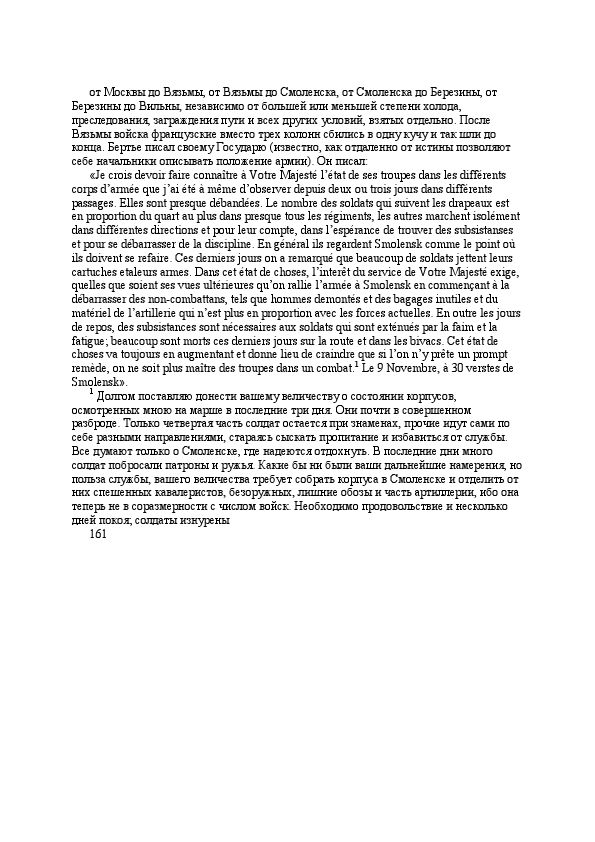 от Москвы до Вязьмы, от Вязьмы до Смоленска, от Смоленска до Березины, от
Березины до Вильны, независимо от большей или меньшей степени холода,
преследования, заграждения пути и всех других условий, взятых отдельно. После
Вязьмы войска французские вместо трех колонн сбились в одну кучу и так шли до
конца. Бертье писал своему Государю (известно, как отдаленно от истины позволяют
себе начальники описывать положение армии). Он писал:
«Je crois devoir faire connaître à Votre Majesté l’état de ses troupes dans les différents
corps d’armée que j’ai été à même d’observer depuis deux ou trois jours dans différents
passages. Elles sont presque débandées. Le nombre des soldats qui suivent les drapeaux est
en proportion du quart au plus dans presque tous les régiments, les autres marchent isolément
dans différentes directions et pour leur compte, dans l’espérance de trouver des subsistanses
et pour se débarrasser de la discipline. En général ils regardent Smolensk comme le point où
ils doivent se refaire. Ces derniers jours on a remarqué que beaucoup de soldats jettent leurs
cartuches etaleurs armes. Dans cet état de choses, l’interêt du service de Votre Majesté exige,
quelles que soient ses vues ultérieures qu’on rallie l’armée à Smolensk en commençant à la
débarrasser des non-combattans, tels que hommes demontés et des bagages inutiles et du
matériel de l’artillerie qui n’est plus en proportion avec les forces actuelles. En outre les jours
de repos, des subsistances sont nécessaires aux soldats qui sont exténués par la faim et la
fatigue; beaucoup sont morts ces derniers jours sur la route et dans les bivacs. Cet état de
choses va toujours en augmentant et donne lieu de craindre que si l’on n’y prête un prompt
remède, on ne soit plus maître des troupes dans un combat.¹ Le 9 Novembre, à 30 verstes de
Smolensk».
¹ Долгом поставляю донести вашему величеству о состоянии корпусов,
осмотренных мною на марше в последние три дня. Они почти в совершенном
разброде. Только четвертая часть солдат остается при знаменах, прочие идут сами по
себе разными направлениями, стараясь сыскать пропитание и избавиться от службы.
Все думают только о Смоленске, где надеются отдохнуть. В последние дни много
солдат побросали патроны и ружья. Какие бы ни были ваши дальнейшие намерения, но
польза службы, вашего величества требует собрать корпуса в Смоленске и отделить от
них спешенных кавалеристов, безоружных, лишние обозы и часть артиллерии, ибо она
теперь не в соразмерности с числом войск. Необходимо продовольствие и несколько
дней покоя; солдаты изнурены
161